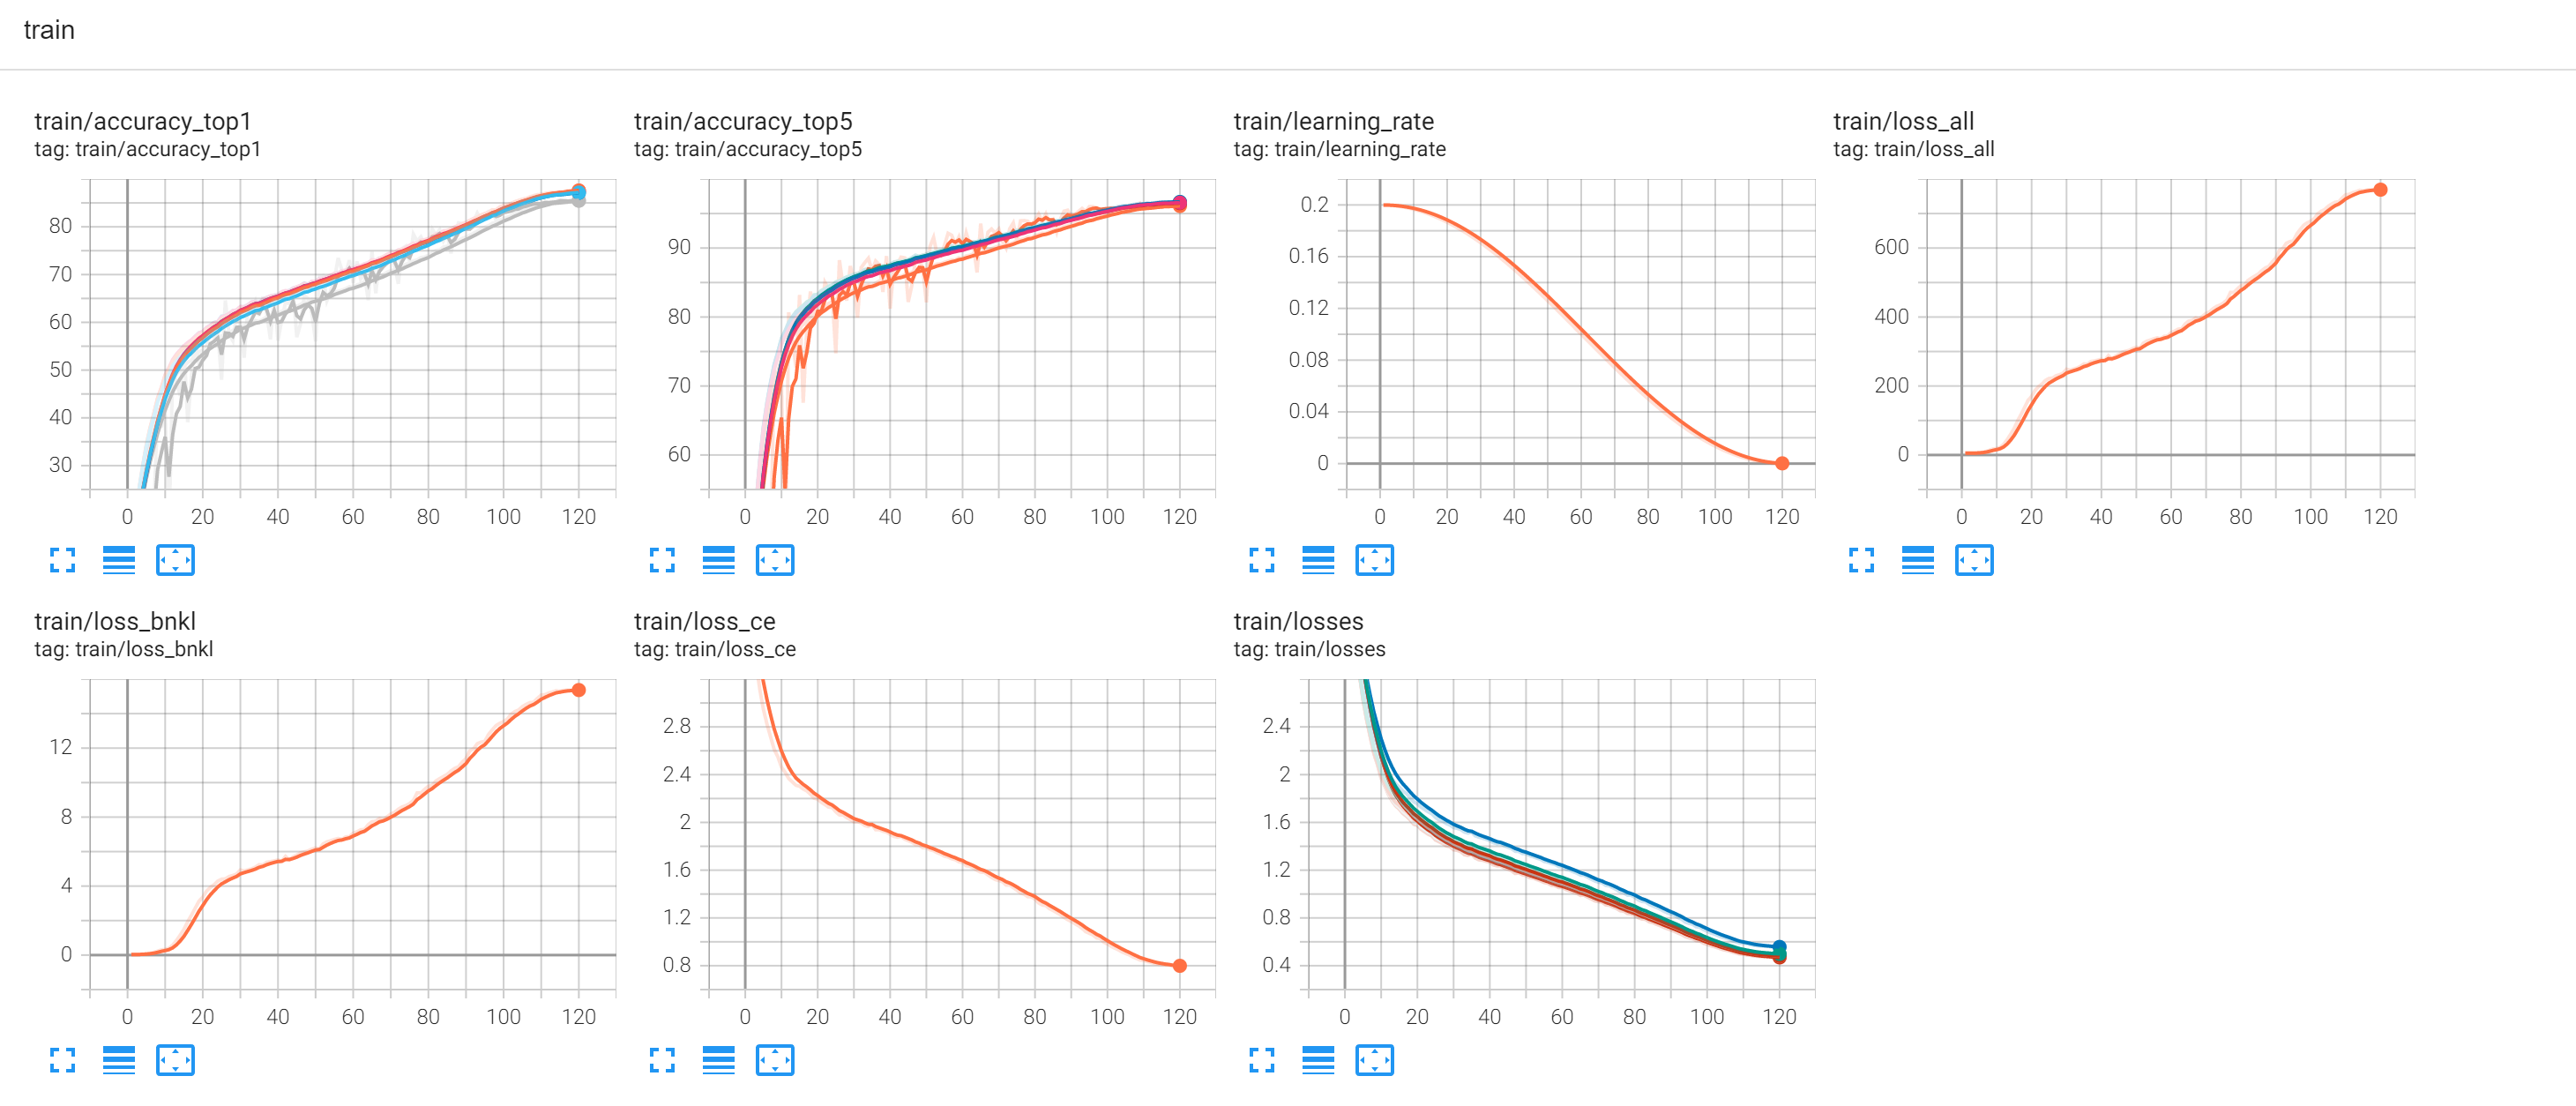 train
train/accuracy_top1
tag: train/accuracy_top1
80
70
60
50
40
30
0 20 40 60 80 100 120
train/accuracy_top5
tag: train/accuracy_top5
90
80
70
60
0 20 40 60 80 100 120
train/learning_rate
tag: train/learning_rate
0.2
0.16
0.12
0.08
0.04
0
0 20 40 60 80 100 120
train/loss_all
tag: train/loss_all
600
400
200
0
0 20 40 60 80 100 120
train/loss_bnkl
tag: train/loss_bnkl
12
8
4
0
0 20 40 60 80 100 120
train/loss_ce
tag: train/loss_ce
2.8
2.4
2
1.6
1.2
0.8
0 20 40 60 80 100 120
train/losses
tag: train/losses
2.4
2
1.6
1.2
0.8
0.4
0 20 40 60 80 100 120